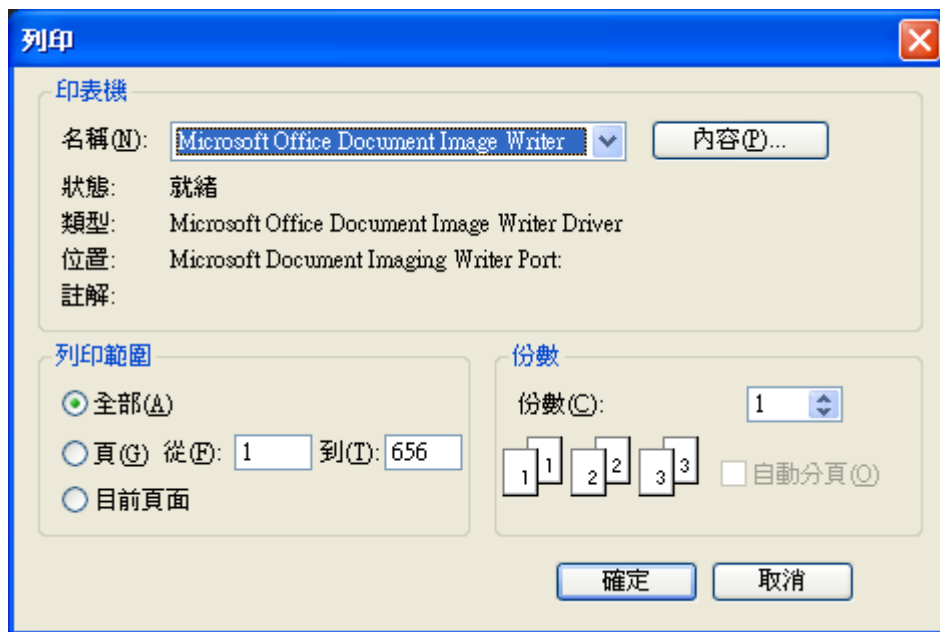 列印
印表機
名稱(N): Microsoft Office Document Image Writer 內容(P)...
狀態: 就緒
類型: Microsoft Office Document Image Writer Driver
位置: Microsoft Document Imaging Writer Port:
註解:
列印範圍
全部(A)
頁(G) 從(F): 1 到(T): 656
目前頁面
份數
份數(C): 1
1 1 2 2 3 3 自動分頁(O)
確定 取消